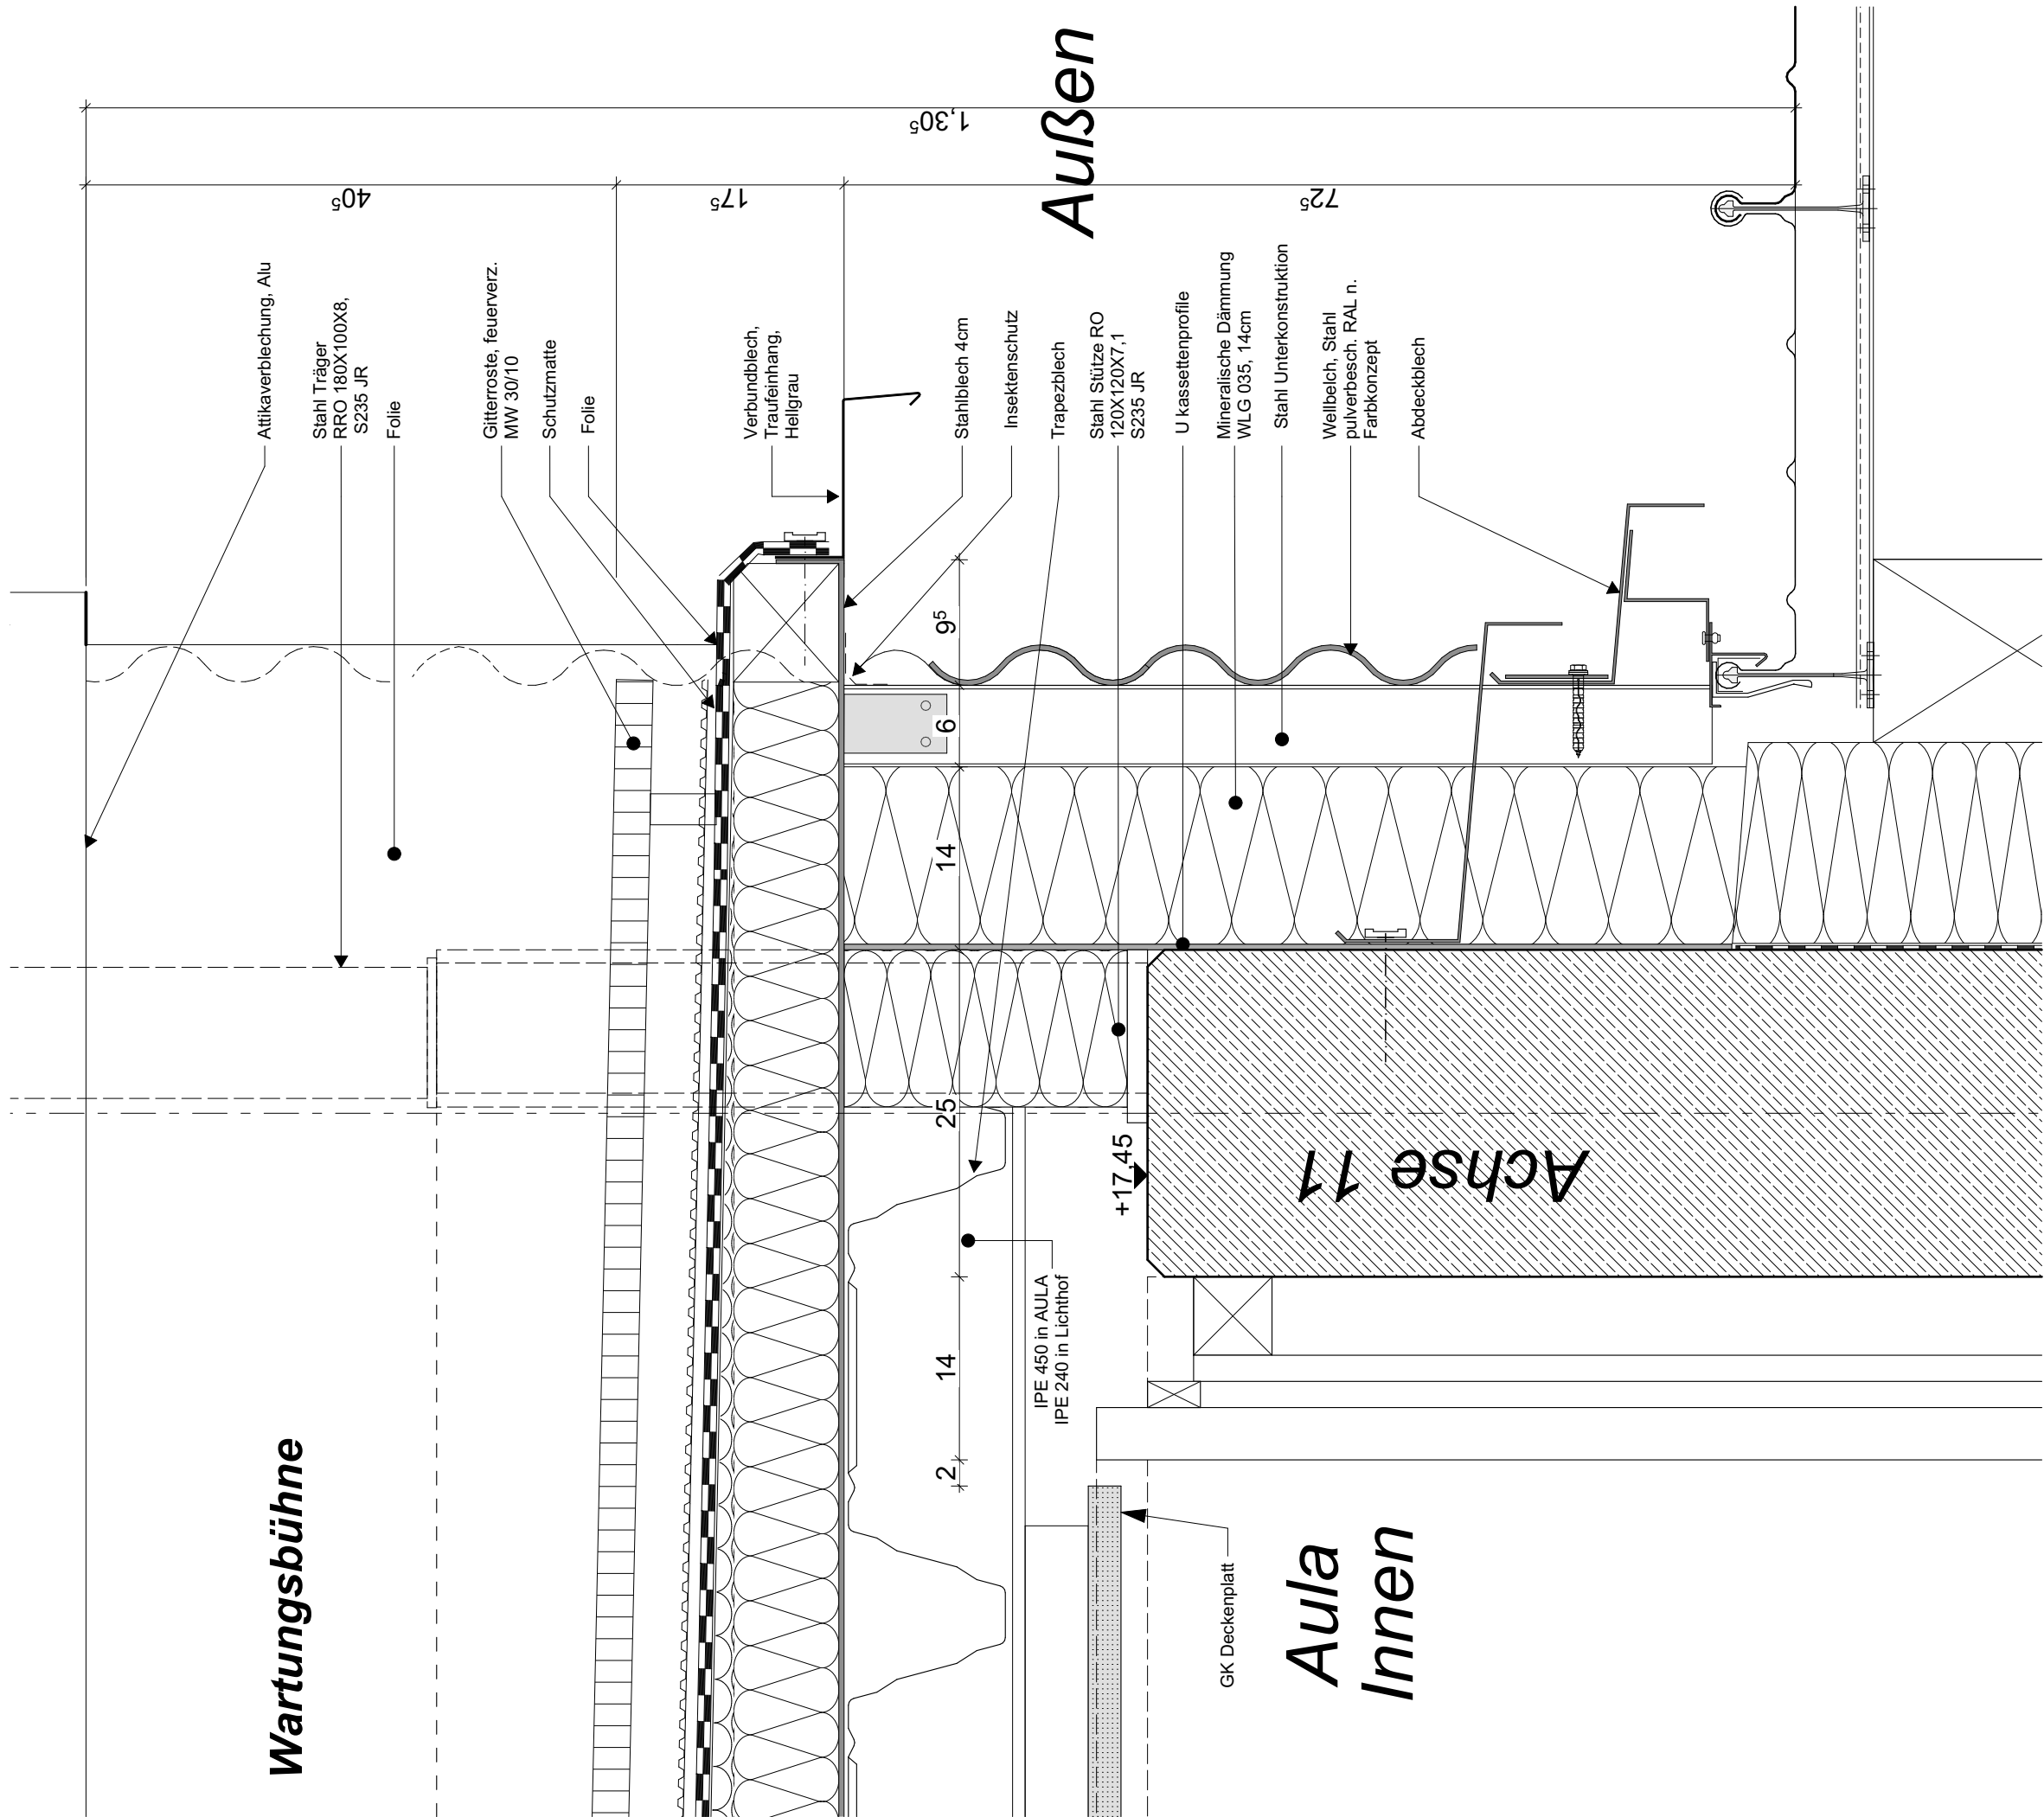 Außen
1,30⁵
40⁵
17⁵
72⁵
Attikaverblechung, Alu
Stahl Träger
RRO 180X100X8,
S235 JR
Folie
Gitterroste, feuerverz.
MW 30/10
Schutzmatte
Folie
Verbundblech,
Traufeinhang,
Hellgrau
Stahlblech 4cm
Insektenschutz
Trapezblech
Stahl Stütze RO
120X120X7,1
S235 JR
U kassettenprofile
Mineralische Dämmung
WLG 035, 14cm
Stahl Unterkonstruktion
Wellbelch, Stahl
pulverbesch. RAL n.
Farbkonzept
Abdeckblech
9⁵
6
14
25
14
2
+17,45
Achse 11
IPE 450 in AULA
IPE 240 in Lichthof
Wartungsbühne
GK Deckenplatt
Aula
Innen